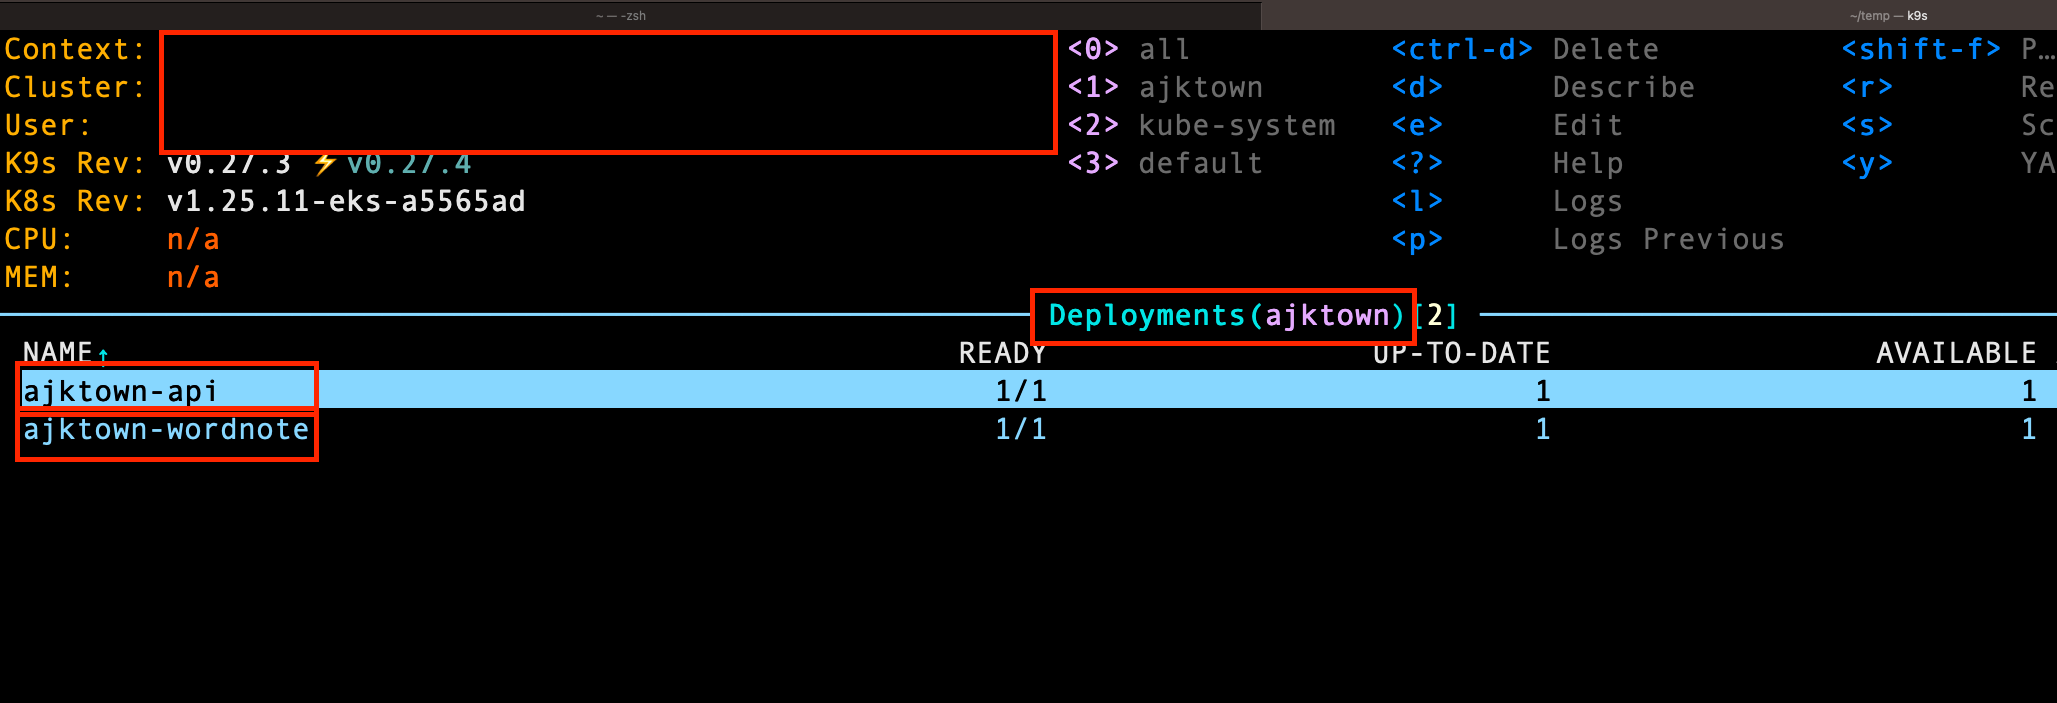 ~ — -zsh
~/temp — k9s
Context: <0> all <ctrl-d> Delete <shift-f> P…
Cluster: <1> ajktown <d> Describe <r> Re
User: <2> kube-system <e> Edit <s> Sc
K9s Rev: v0.27.3 ⚡️v0.27.4 <3> default <?> Help <y> YA
K8s Rev: v1.25.11-eks-a5565ad <l> Logs
CPU: n/a <p> Logs Previous
MEM: n/a
Deployments(ajktown)[2]
NAME↑ READY UP-TO-DATE AVAILABLE
ajktown-api 1/1 1 1
ajktown-wordnote 1/1 1 1